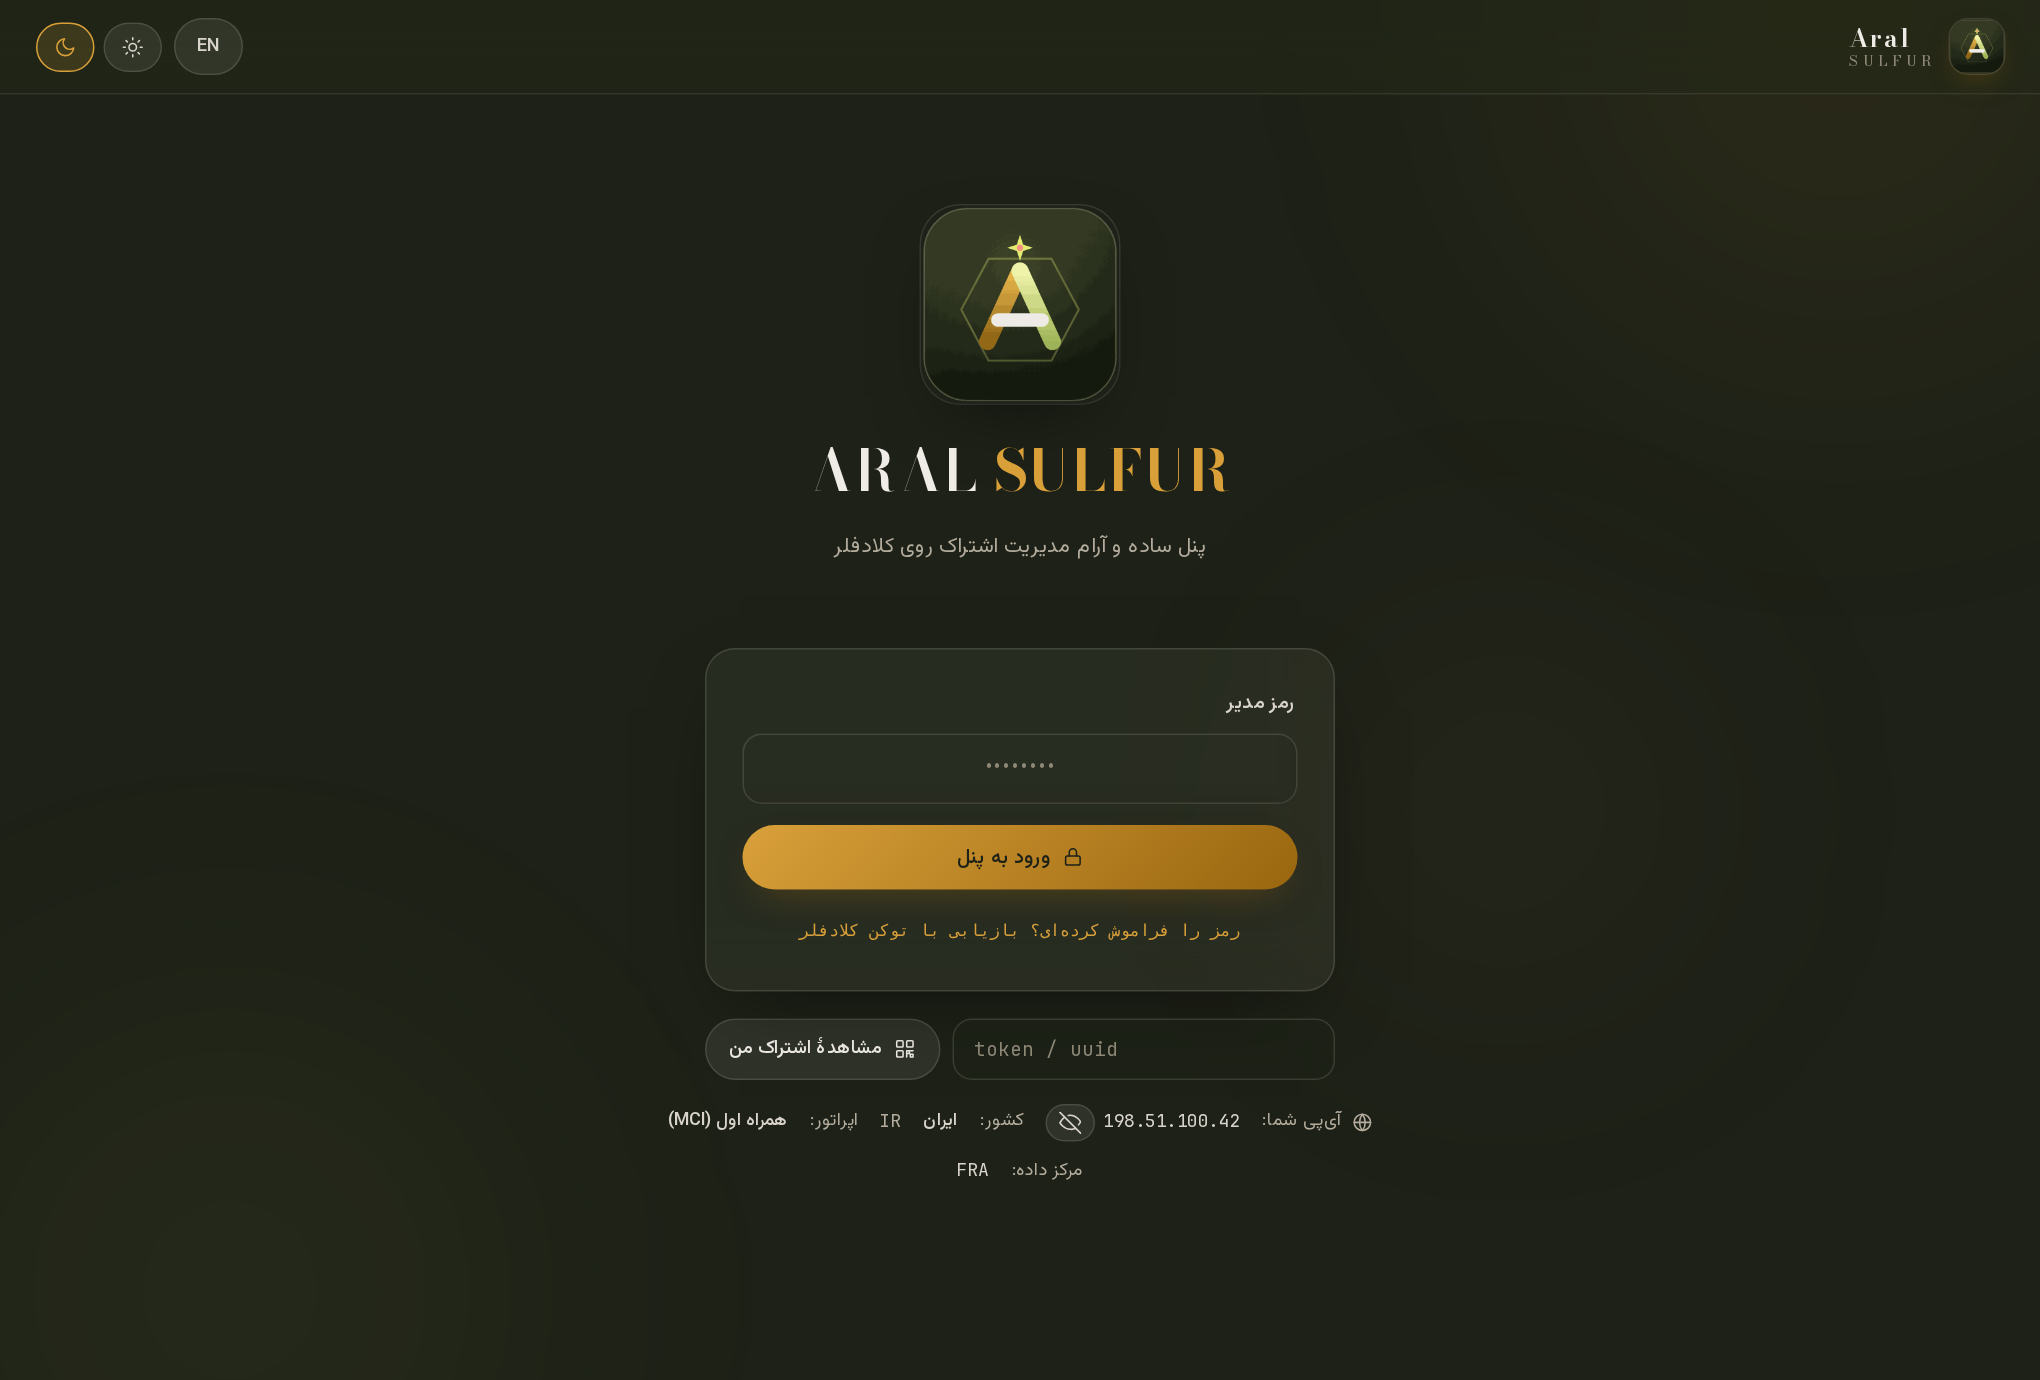 EN
Aral
SULFUR
A
A
ARAL SULFUR
پنل ساده و آرام مدیریت اشتراک روی کلادفلر
رمز مدیر
••••••••
ورود به پنل
رمز را فراموش کرده‌ای؟ بازیابی با توکن کلادفلر
token / uuid
مشاهدهٔ اشتراک من
آی‌پی شما: 198.51.100.42 کشور: ایران IR اپراتور: همراه اول (MCI)
مرکز داده: FRA